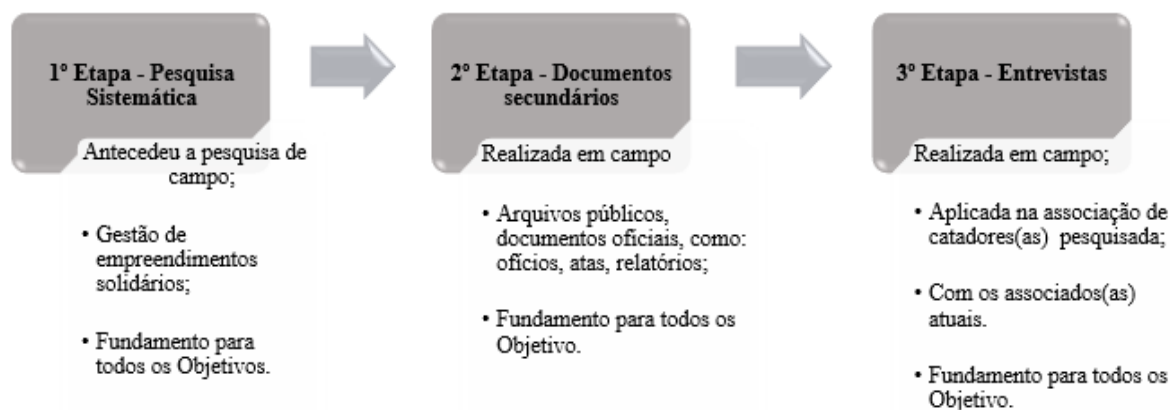 1º Etapa - Pesquisa
Sistemática
Antecedeu a pesquisa de
campo;
• Gestão de
empreendimentos
solidários;
• Fundamento para
todos os Objetivos.
2º Etapa - Documentos
secundários
Realizada em campo
• Arquivos públicos,
documentos oficiais, como:
ofícios, atas, relatórios;
• Fundamento para todos os
Objetivo.
3º Etapa - Entrevistas
Realizada em campo;
• Aplicada na associação de
catadores(as) pesquisada;
• Com os associados(as)
atuais.
• Fundamento para todos os
Objetivo.